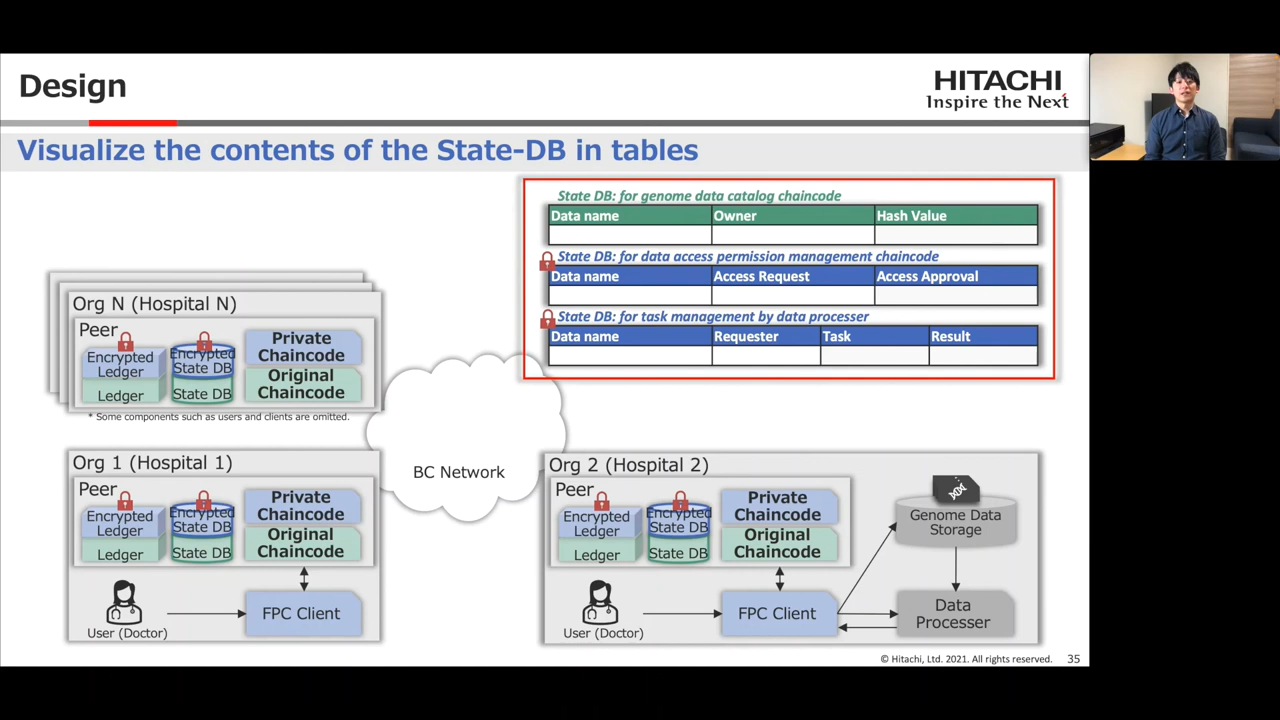 Design
HITACHI
Inspire the Next
Visualize the contents of the State-DB in tables
State DB: for genome data catalog chaincode
Data name Owner Hash Value
State DB: for data access permission management chaincode
Data name Access Request Access Approval
State DB: for task management by data processer
Data name Requester Task Result
Org N (Hospital N)
Peer
Encrypted
Ledger
Ledger
Encrypted
State DB
State DB
Private
Chaincode
Original
Chaincode
* Some components such as users and clients are omitted.
BC Network
Org 1 (Hospital 1)
Peer
Encrypted
Ledger
Ledger
Encrypted
State DB
State DB
Private
Chaincode
Original
Chaincode
User (Doctor)
FPC Client
Org 2 (Hospital 2)
Peer
Encrypted
Ledger
Ledger
Encrypted
State DB
State DB
Private
Chaincode
Original
Chaincode
User (Doctor)
FPC Client
Genome Data
Storage
Data
Processer
© Hitachi, Ltd. 2021. All rights reserved. 35